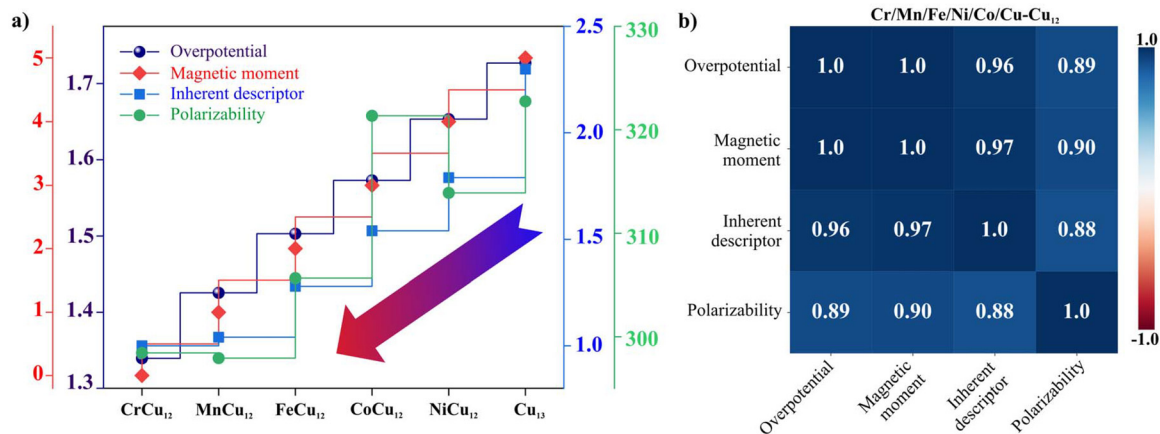 a)
5
4
3
2
1
0
1.7
1.6
1.5
1.4
1.3
Overpotential
Magnetic moment
Inherent descriptor
Polarizability
2.5
2.0
1.5
1.0
330
320
310
300
CrCu₁₂ MnCu₁₂ FeCu₁₂ CoCu₁₂ NiCu₁₂ Cu₁₃
b)
Cr/Mn/Fe/Ni/Co/Cu-Cu₁₂
Overpotential 1.0 1.0 0.96 0.89
Magnetic
moment
1.0 1.0 0.97 0.90
Inherent
descriptor
0.96 0.97 1.0 0.88
Polarizability 0.89 0.90 0.88 1.0
Overpotential
Magnetic
moment
Inherent
descriptor
Polarizability
1.0
-1.0